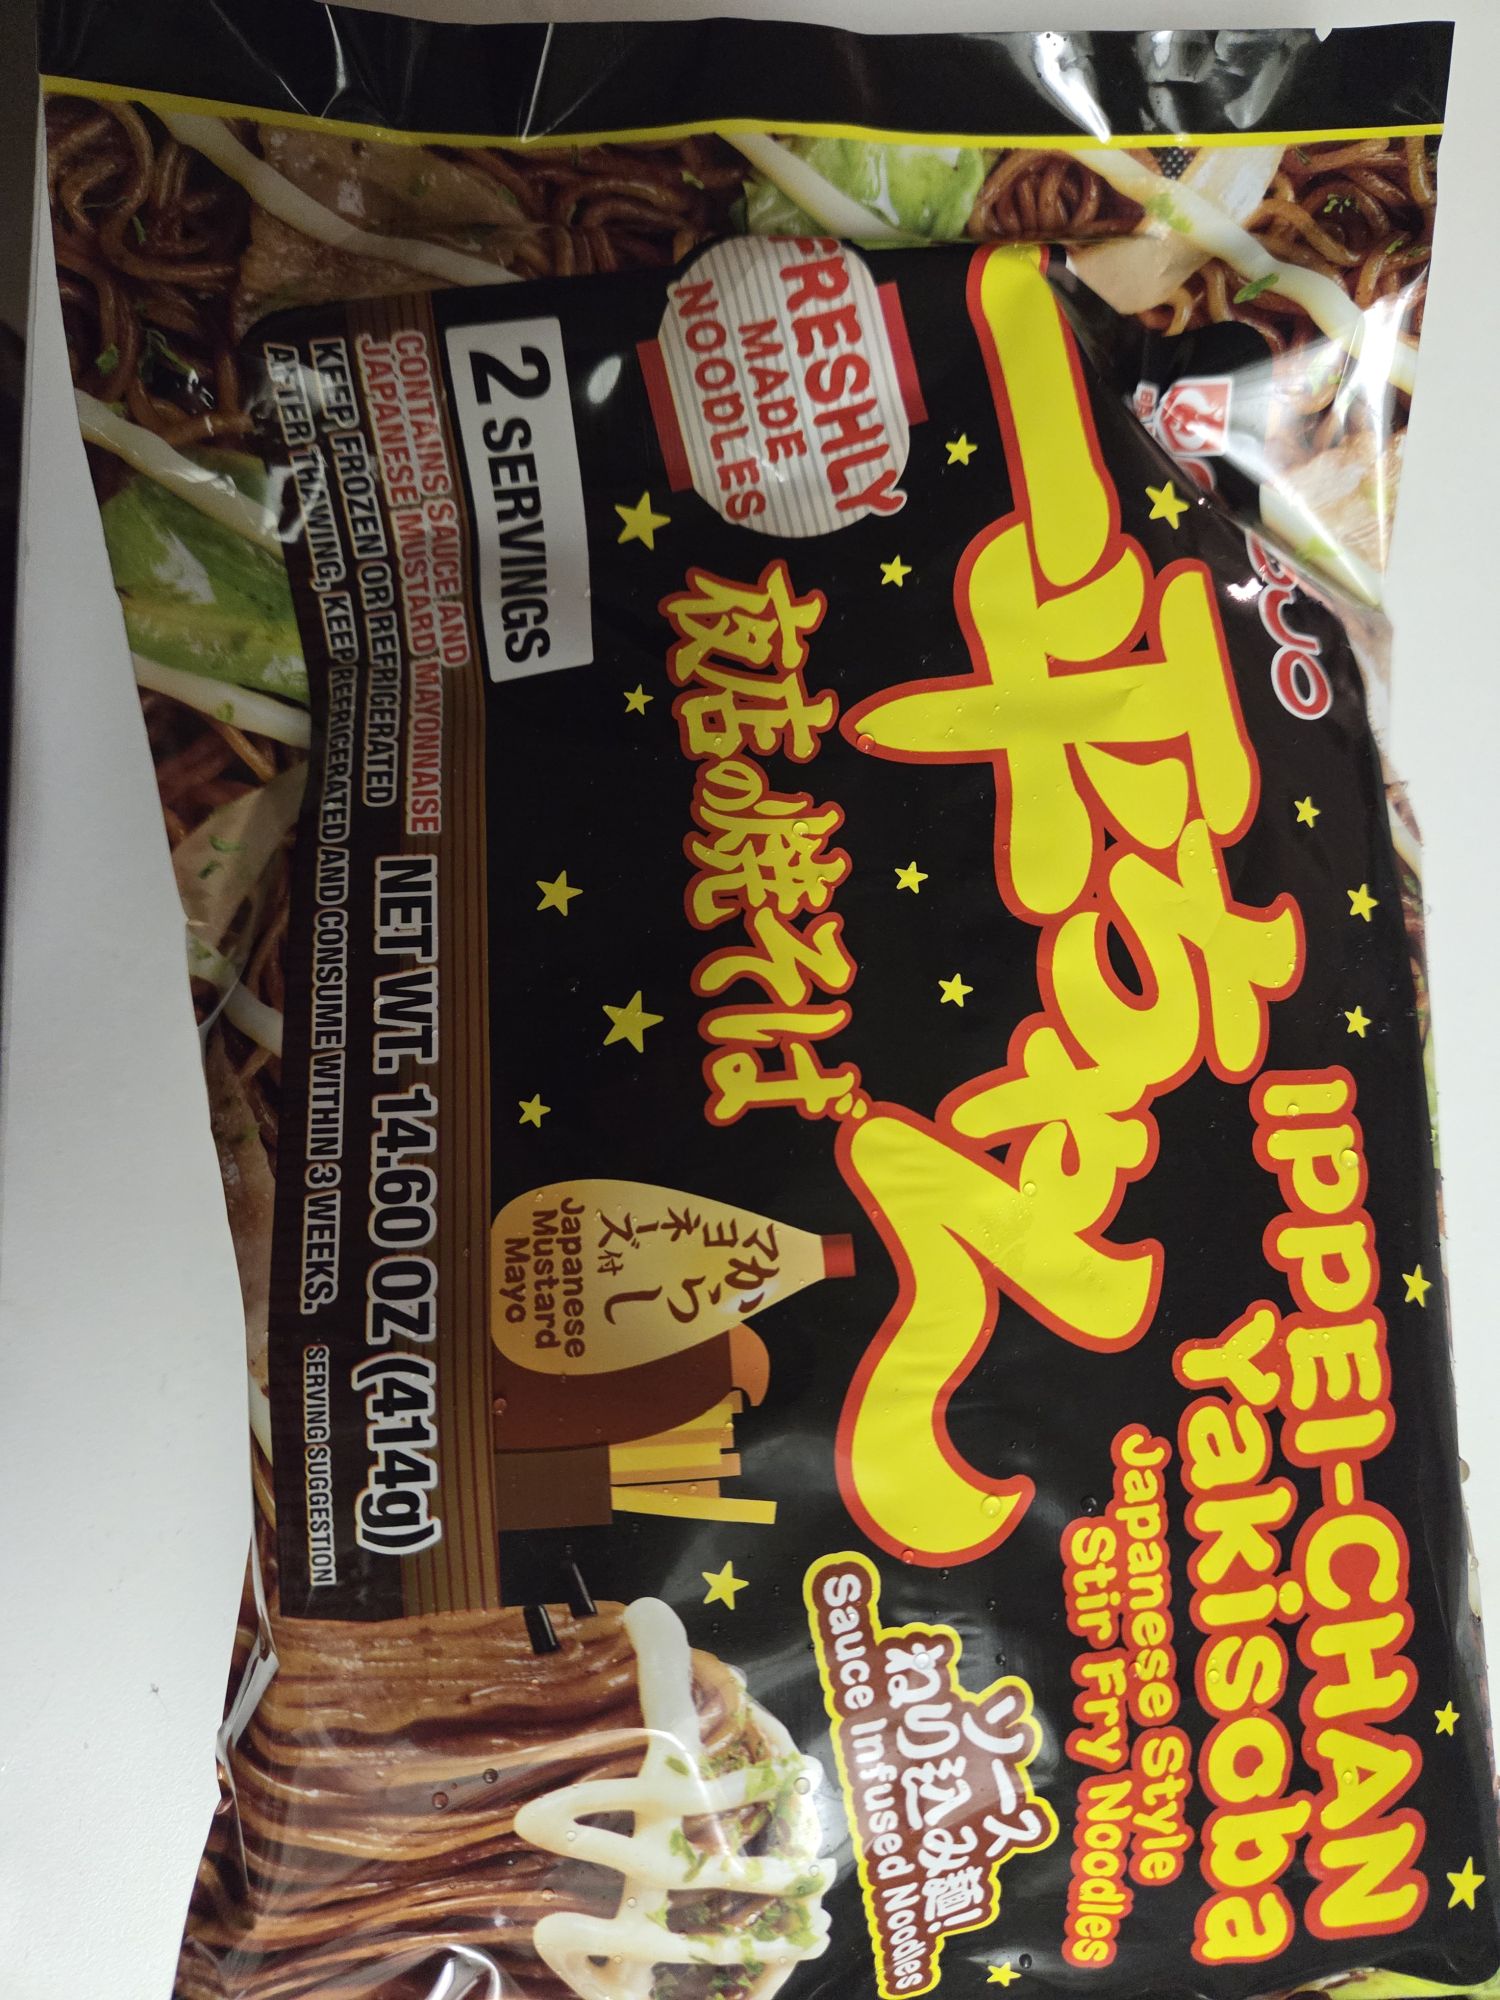 IPPEI-CHAN
Yakisoba
Japanese Style
Stir Fry Noodles
一平ちゃん
夜店の焼そば
FRESHLY
MADE
NOODLES
ソース
ねり込み麺!
Sauce Infused Noodles
からし
マヨネ
ーズ付
Japanese
Mustard
Mayo
2 SERVINGS
CONTAINS SAUCE AND
JAPANESE MUSTARD MAYONNAISE
KEEP FROZEN OR REFRIGERATED
AFTER THAWING, KEEP REFRIGERATED AND CONSUME WITHIN 3 WEEKS.
NET WT. 14.60 OZ (414g)
SERVING SUGGESTION